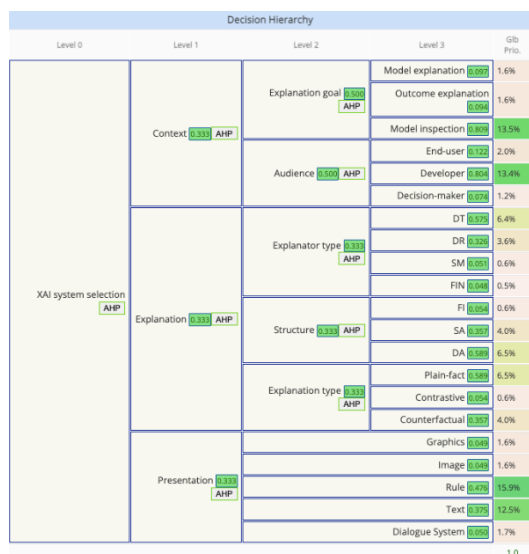 Decision Hierarchy
Level 0 Level 1 Level 2 Level 3 Glb
Prio.
XAI system selection
AHP
Context 0.333 AHP
Explanation goal 0.500
AHP
Model explanation 0.097 1.6%
Outcome explanation
0.094 1.6%
Model inspection 0.809 13.5%
Audience 0.500 AHP
End-user 0.122 2.0%
Developer 0.804 13.4%
Decision-maker 0.074 1.2%
Explanation 0.333 AHP
Explanator type 0.333
AHP
DT 0.575 6.4%
DR 0.326 3.6%
SM 0.051 0.6%
FIN 0.048 0.5%
Structure 0.333 AHP
FI 0.054 0.6%
SA 0.357 4.0%
DA 0.589 6.5%
Explanation type 0.333
AHP
Plain-fact 0.589 6.5%
Contrastive 0.054 0.6%
Counterfactual 0.357 4.0%
Presentation 0.333
AHP
Graphics 0.049 1.6%
Image 0.049 1.6%
Rule 0.476 15.9%
Text 0.375 12.5%
Dialogue System 0.050 1.7%
1.0